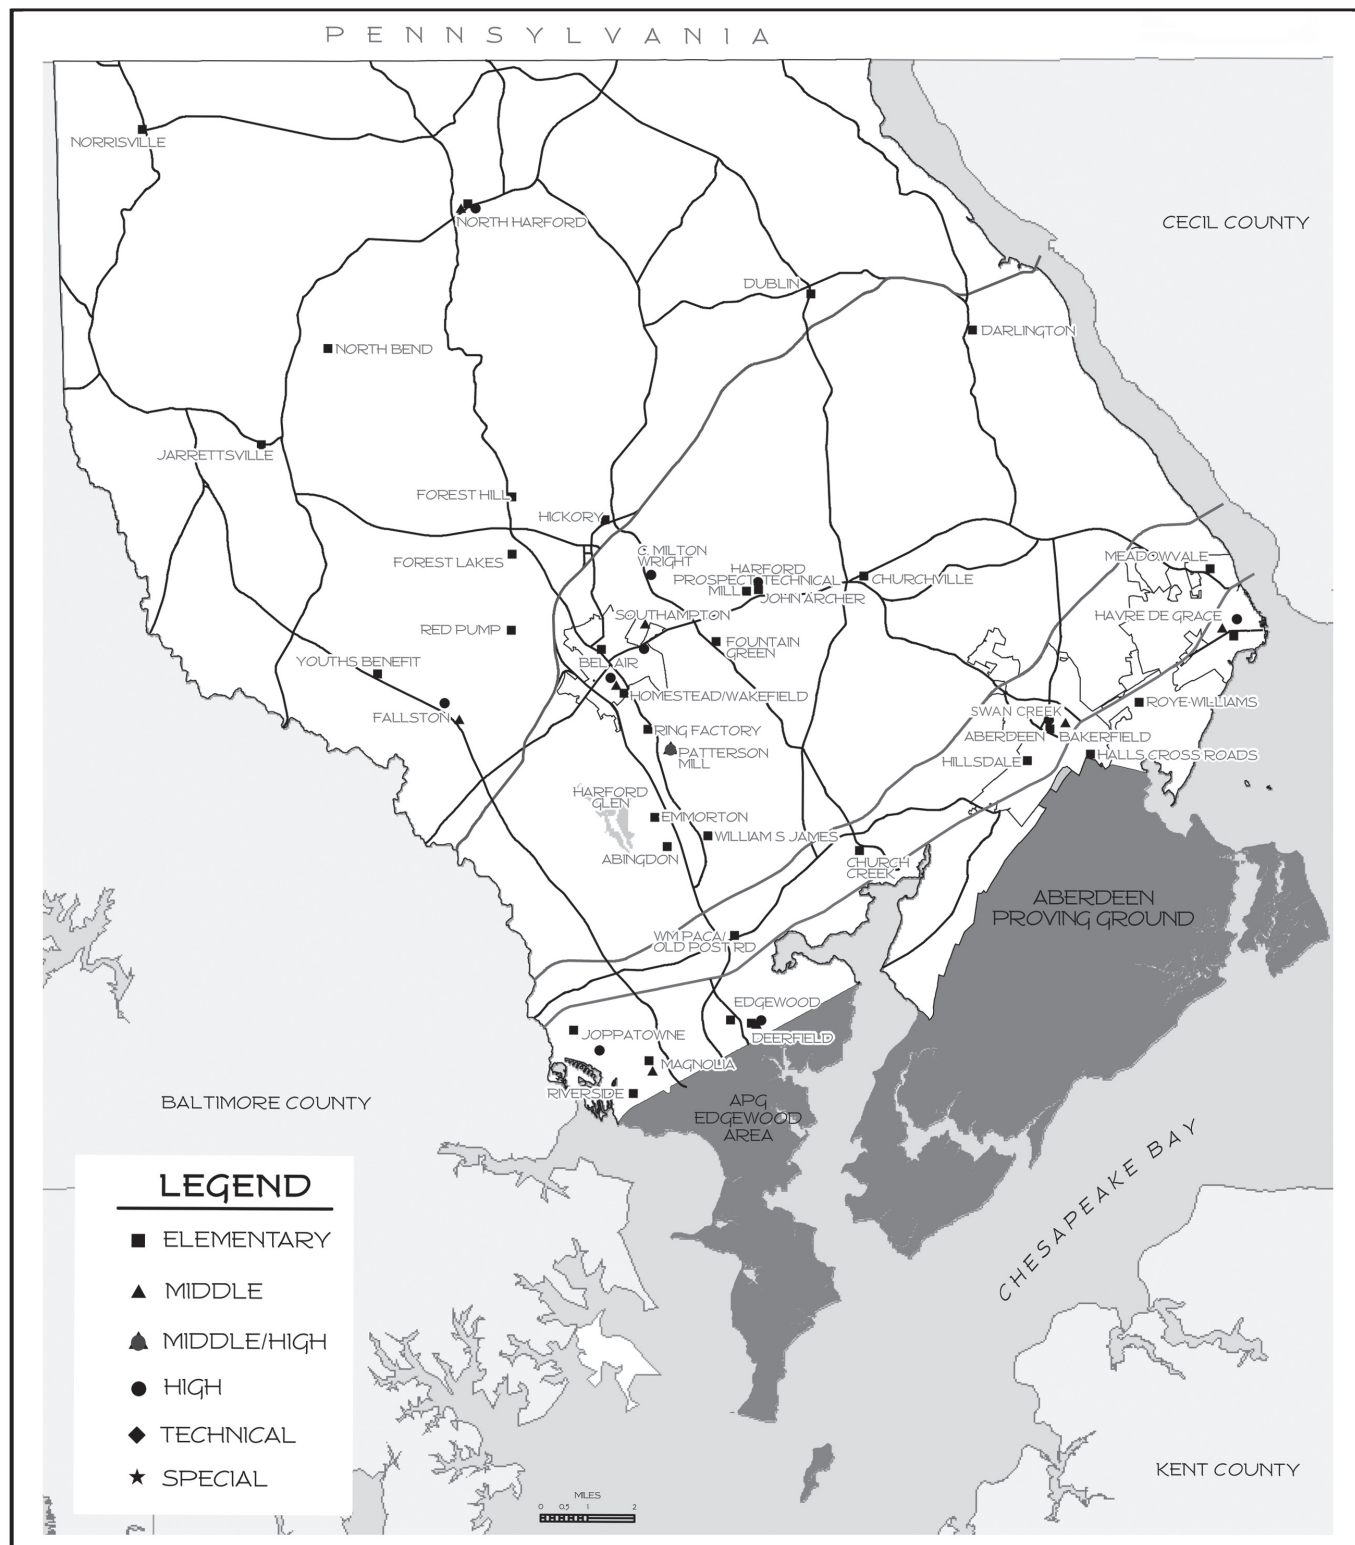 PENNSYLVANIA
NORRISVILLE
CECIL COUNTY
NORTH HARFORD
DUBLIN
DARLINGTON
NORTH BEND
JARRETTSVILLE
FOREST HILL
HICKORY
FOREST LAKES
C. MILTON
WRIGHT
HARFORD
TECHNICAL
PROSPECT
MILL
JOHN ARCHER
CHURCHVILLE
MEADOWVALE
SOUTHAMPTON
HAVRE DE GRACE
RED PUMP
FOUNTAIN
GREEN
YOUTHS BENEFIT
BEL AIR
HOMESTEAD/WAKEFIELD
ROYE-WILLIAMS
FALLSTON
SWAN CREEK
RING FACTORY
ABERDEEN
BAKERFIELD
PATTERSON
MILL
HILLSDALE
HALLS CROSS ROADS
HARFORD
GLEN
EMMORTON
WILLIAM S JAMES
ABINGDON
CHURCH
CREEK
ABERDEEN
PROVING GROUND
WM PACA/
OLD POST RD
EDGEWOOD
JOPPATOWNE
DEERFIELD
MAGNOLIA
RIVERSIDE
APG
EDGEWOOD
AREA
BALTIMORE COUNTY
CHESAPEAKE BAY
LEGEND
ELEMENTARY
MIDDLE
MIDDLE/HIGH
HIGH
TECHNICAL
SPECIAL
KENT COUNTY
MILES
0 0.5 1 2